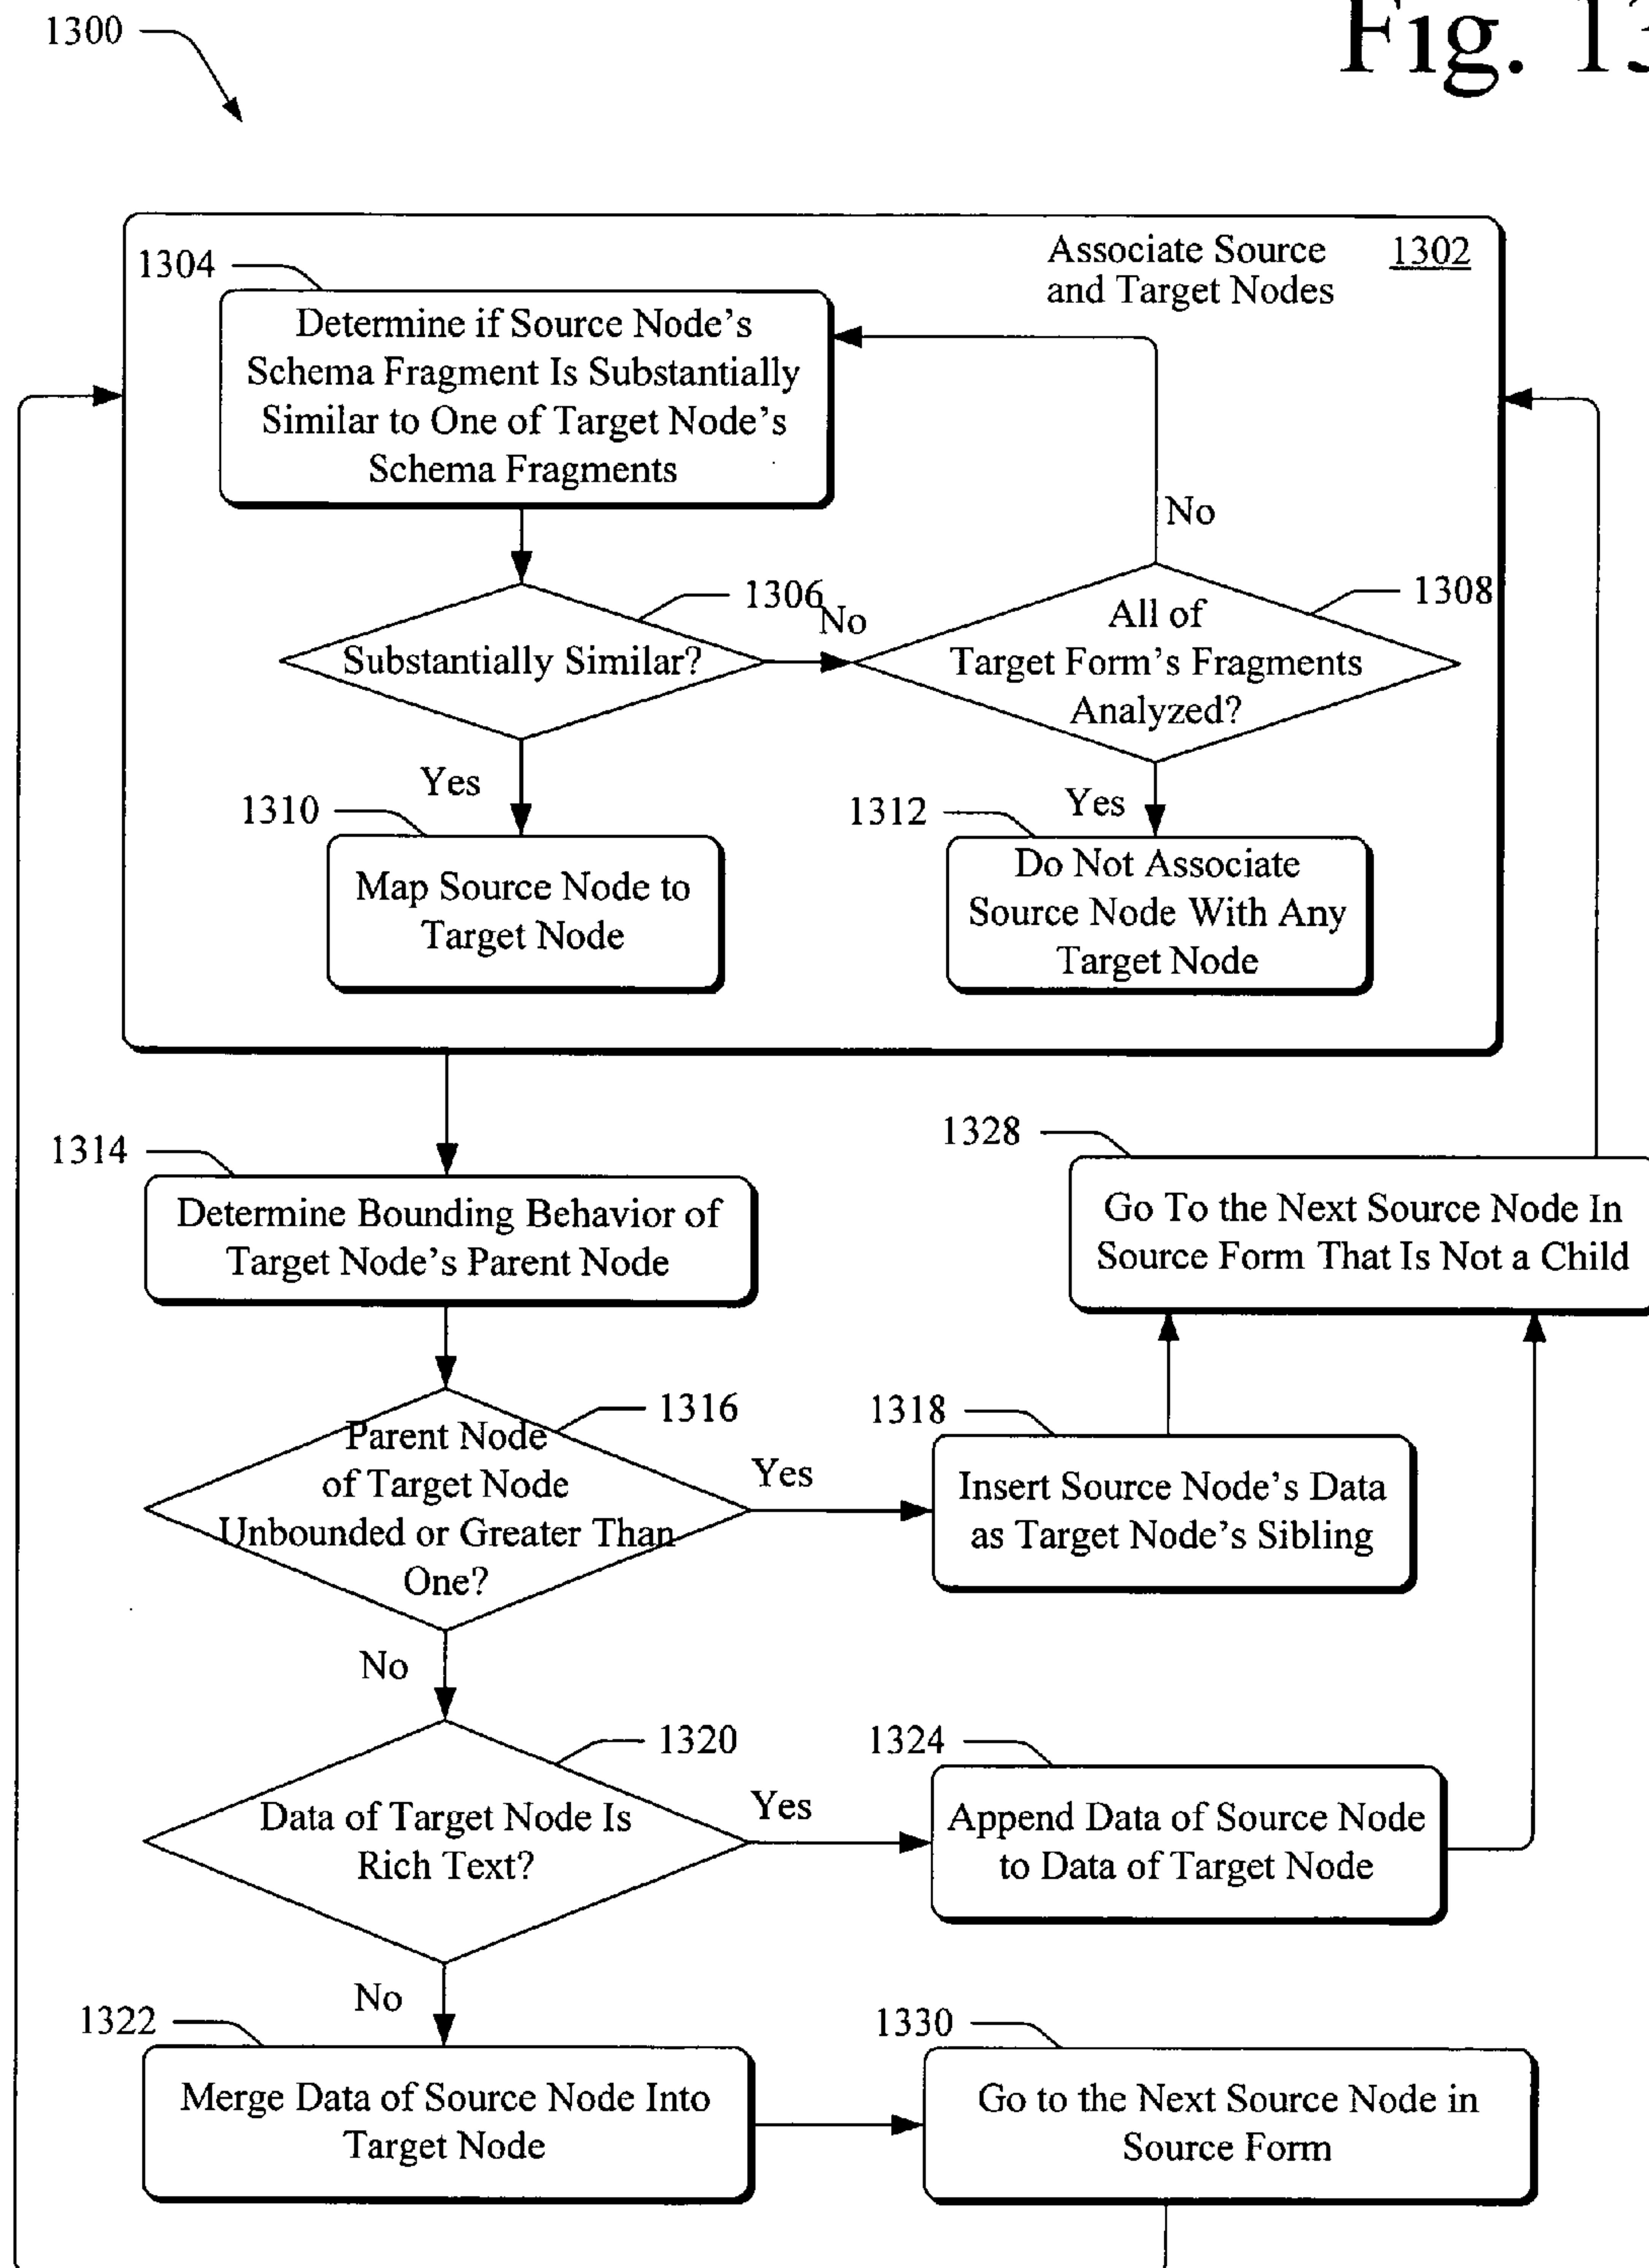 1300
Fig. 13
1302
Associate Source
and Target Nodes
1304
Determine if Source Node's
Schema Fragment Is Substantially
Similar to One of Target Node's
Schema Fragments
No
1306
Substantially Similar?
No
1308
All of
Target Form's Fragments
Analyzed?
Yes
1310
Map Source Node to
Target Node
Yes
1312
Do Not Associate
Source Node With Any
Target Node
1314
Determine Bounding Behavior of
Target Node's Parent Node
1328
Go To the Next Source Node In
Source Form That Is Not a Child
1316
Parent Node
of Target Node
Unbounded or Greater Than
One?
Yes
1318
Insert Source Node's Data
as Target Node's Sibling
No
1320
Data of Target Node Is
Rich Text?
Yes
1324
Append Data of Source Node
to Data of Target Node
No
1322
Merge Data of Source Node Into
Target Node
1330
Go to the Next Source Node in
Source Form